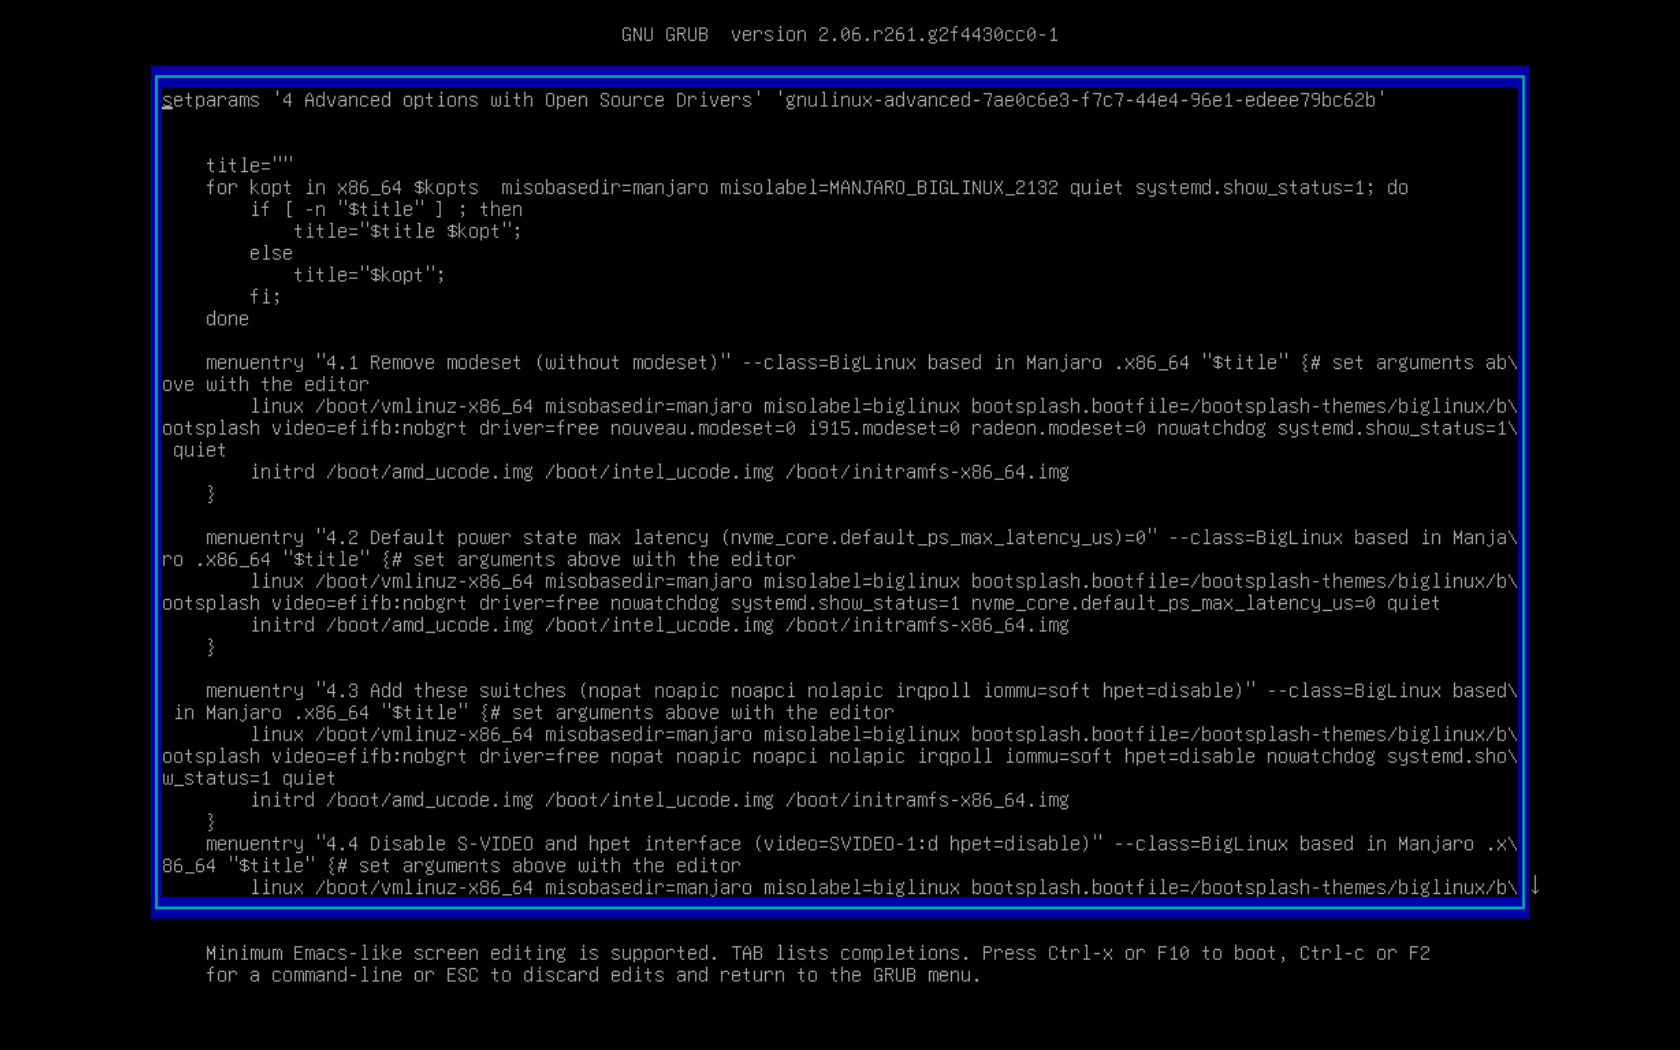 GNU GRUB  version 2.06.r261.g2f4430cc0-1
setparams '4 Advanced options with Open Source Drivers' 'gnulinux-advanced-7ae0c6e3-f7c7-44e4-96e1-edeee79bc62b'
title=""
for kopt in x86_64 $kopts  misobasedir=manjaro misolabel=MANJARO_BIGLINUX_2132 quiet systemd.show_status=1; do
if [ -n "$title" ] ; then
title="$title $kopt";
else
title="$kopt";
fi;
done
menuentry "4.1 Remove modeset (without modeset)" --class=BigLinux based in Manjaro .x86_64 "$title" {# set arguments ab\
ove with the editor
linux /boot/vmlinuz-x86_64 misobasedir=manjaro misolabel=biglinux bootsplash.bootfile=/bootsplash-themes/biglinux/b\
ootsplash video=efifb:nobgrt driver=free nouveau.modeset=0 i915.modeset=0 radeon.modeset=0 nowatchdog systemd.show_status=1\
quiet
initrd /boot/amd_ucode.img /boot/intel_ucode.img /boot/initramfs-x86_64.img
}
menuentry "4.2 Default power state max latency (nvme_core.default_ps_max_latency_us)=0" --class=BigLinux based in Manja\
ro .x86_64 "$title" {# set arguments above with the editor
linux /boot/vmlinuz-x86_64 misobasedir=manjaro misolabel=biglinux bootsplash.bootfile=/bootsplash-themes/biglinux/b\
ootsplash video=efifb:nobgrt driver=free nowatchdog systemd.show_status=1 nvme_core.default_ps_max_latency_us=0 quiet
initrd /boot/amd_ucode.img /boot/intel_ucode.img /boot/initramfs-x86_64.img
}
menuentry "4.3 Add these switches (nopat noapic noapci nolapic irqpoll iommu=soft hpet=disable)" --class=BigLinux based\
in Manjaro .x86_64 "$title" {# set arguments above with the editor
linux /boot/vmlinuz-x86_64 misobasedir=manjaro misolabel=biglinux bootsplash.bootfile=/bootsplash-themes/biglinux/b\
ootsplash video=efifb:nobgrt driver=free nopat noapic noapci nolapic irqpoll iommu=soft hpet=disable nowatchdog systemd.sho\
w_status=1 quiet
initrd /boot/amd_ucode.img /boot/intel_ucode.img /boot/initramfs-x86_64.img
}
menuentry "4.4 Disable S-VIDEO and hpet interface (video=SVIDEO-1:d hpet=disable)" --class=BigLinux based in Manjaro .x\
86_64 "$title" {# set arguments above with the editor
linux /boot/vmlinuz-x86_64 misobasedir=manjaro misolabel=biglinux bootsplash.bootfile=/bootsplash-themes/biglinux/b\ ↓
Minimum Emacs-like screen editing is supported. TAB lists completions. Press Ctrl-x or F10 to boot, Ctrl-c or F2
for a command-line or ESC to discard edits and return to the GRUB menu.